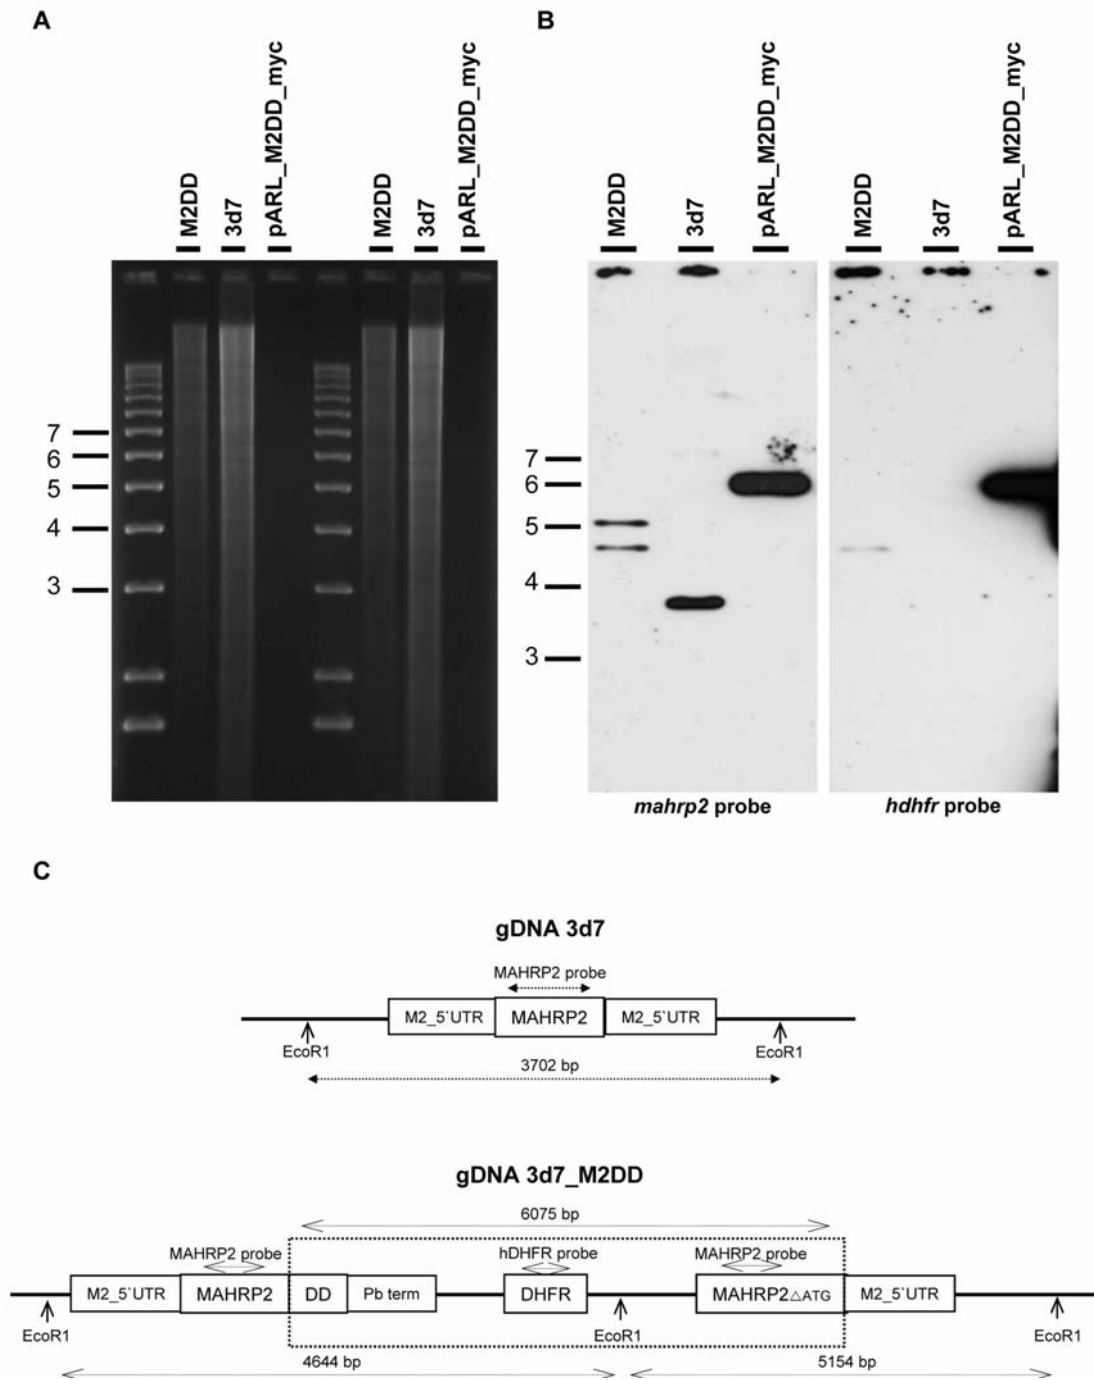 A
M2DD
3d7
pARL_M2DD_myc
M2DD
3d7
pARL_M2DD_myc
7
6
5
4
3
B
M2DD
3d7
pARL_M2DD_myc
M2DD
3d7
pARL_M2DD_myc
7
6
5
4
3
mahrp2 probe
hdhfr probe
C
gDNA 3d7
MAHRP2 probe
M2_5`UTR MAHRP2 M2_5`UTR
EcoR1 EcoR1
3702 bp
gDNA 3d7_M2DD
6075 bp
MAHRP2 probe hDHFR probe MAHRP2 probe
M2_5`UTR MAHRP2 DD Pb term DHFR MAHRP2△ATG M2_5`UTR
EcoR1 EcoR1 EcoR1
4644 bp 5154 bp